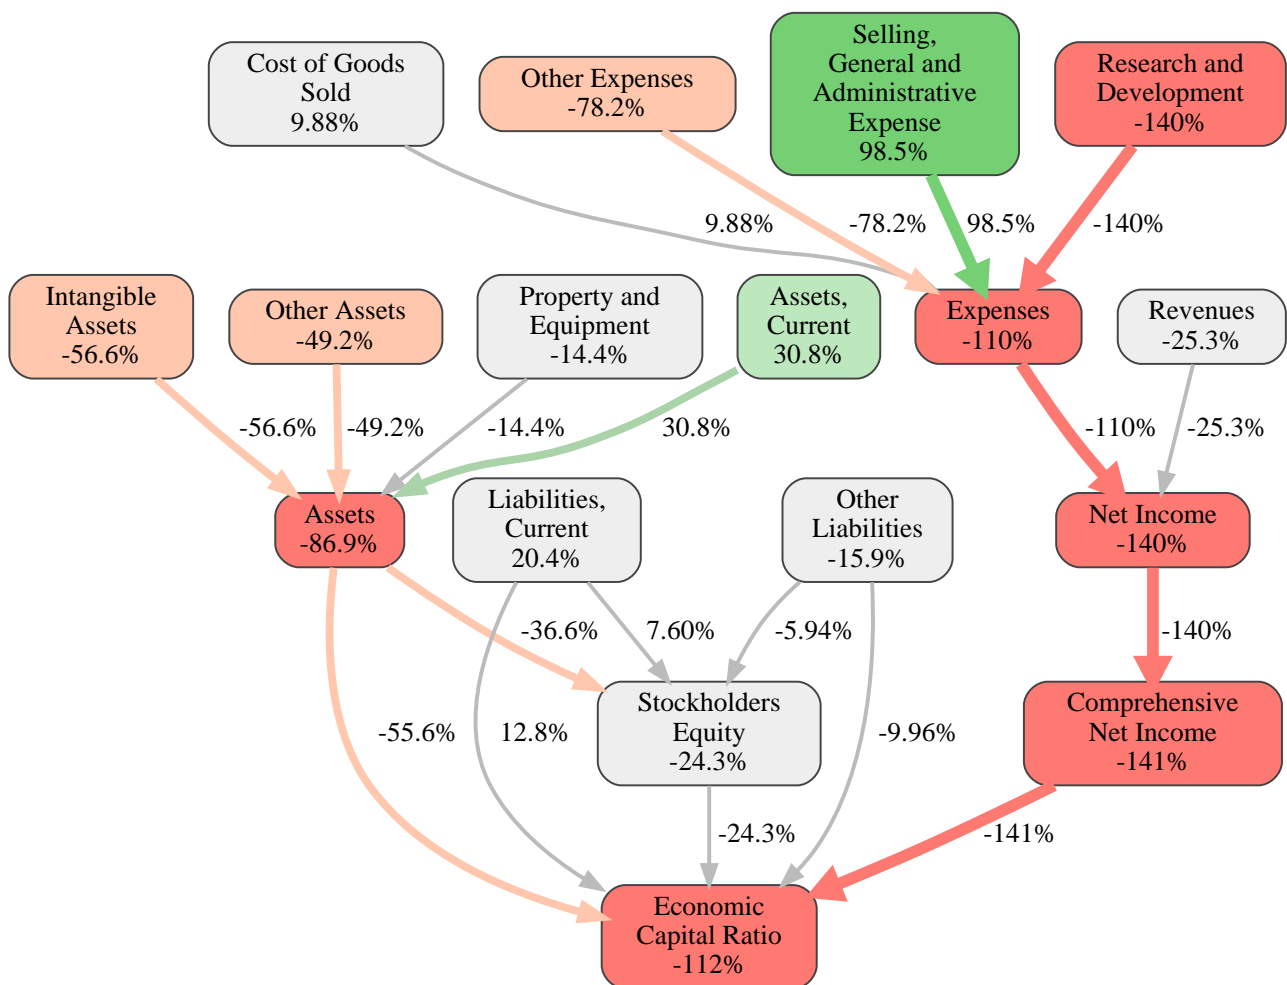 Cost of Goods
Sold
9.88%
Other Expenses
-78.2%
Selling,
General and
Administrative
Expense
98.5%
Research and
Development
-140%
9.88%
-78.2%
98.5%
-140%
Intangible
Assets
-56.6%
Other Assets
-49.2%
Property and
Equipment
-14.4%
Assets,
Current
30.8%
Expenses
-110%
Revenues
-25.3%
-56.6%
-49.2%
-14.4%
30.8%
-110%
-25.3%
Assets
-86.9%
Liabilities,
Current
20.4%
Other
Liabilities
-15.9%
Net Income
-140%
-36.6%
7.60%
-5.94%
-140%
Stockholders
Equity
-24.3%
Comprehensive
Net Income
-141%
-55.6%
12.8%
-9.96%
-24.3%
-141%
Economic
Capital Ratio
-112%